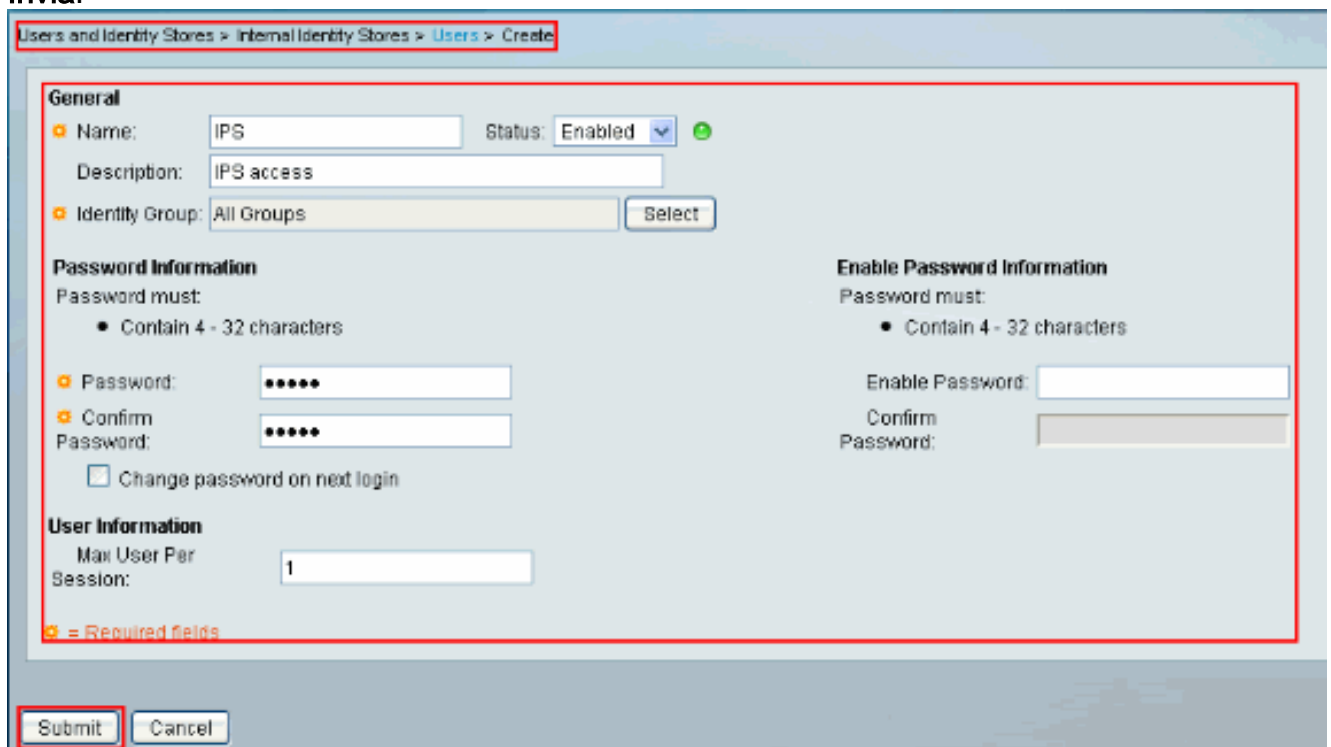 Invia.
Users and Identity Stores > Internal Identity Stores > Users > Create
General
Name: IPS Status: Enabled
Description: IPS access
Identity Group: All Groups Select
Password Information
Password must:
• Contain 4 - 32 characters
Password: •••••
Confirm Password: •••••
Change password on next login
Enable Password Information
Password must:
• Contain 4 - 32 characters
Enable Password:
Confirm Password:
User Information
Max User Per Session: 1
= Required fields
Submit Cancel